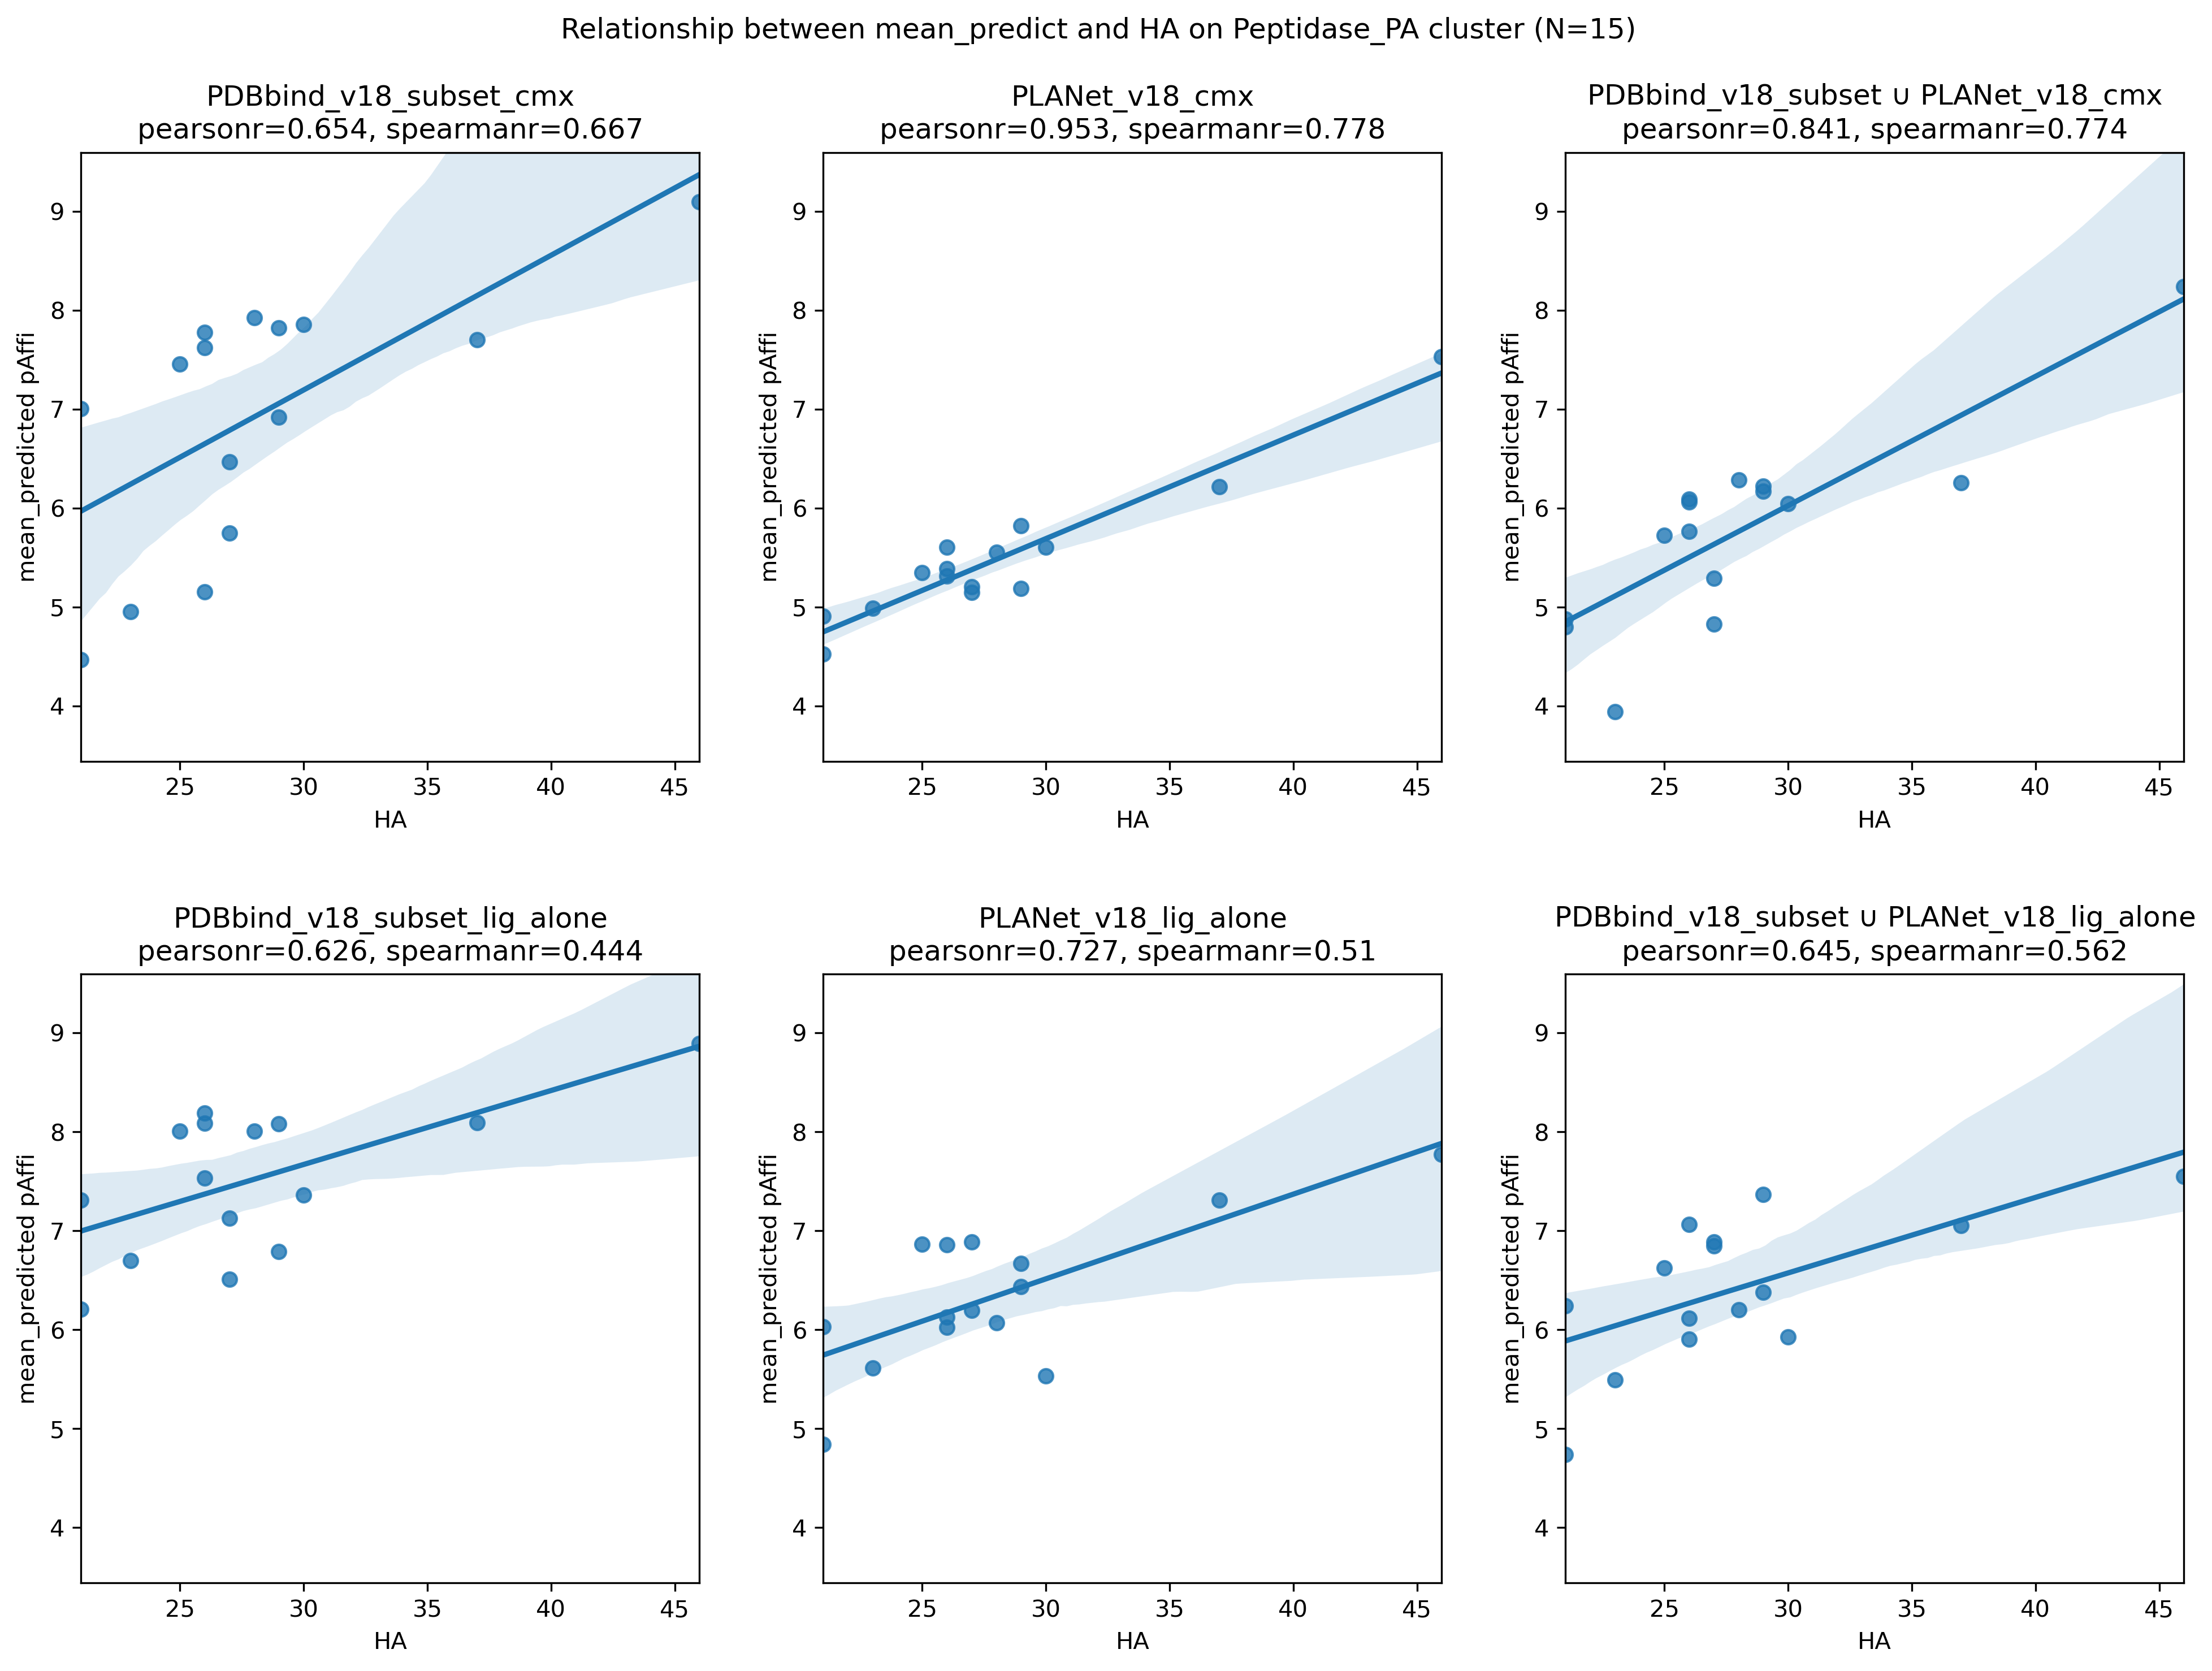 Relationship between mean_predict and HA on Peptidase_PA cluster (N=15)
PDBbind_v18_subset_cmx
pearsonr=0.654, spearmanr=0.667
9
8
7
6
5
4
mean_predicted pAffi
25 30 35 40 45
HA
PLANet_v18_cmx
pearsonr=0.953, spearmanr=0.778
9
8
7
6
5
4
mean_predicted pAffi
25 30 35 40 45
HA
PDBbind_v18_subset ∪ PLANet_v18_cmx
pearsonr=0.841, spearmanr=0.774
9
8
7
6
5
4
mean_predicted pAffi
25 30 35 40 45
HA
PDBbind_v18_subset_lig_alone
pearsonr=0.626, spearmanr=0.444
9
8
7
6
5
4
mean_predicted pAffi
25 30 35 40 45
HA
PLANet_v18_lig_alone
pearsonr=0.727, spearmanr=0.51
9
8
7
6
5
4
mean_predicted pAffi
25 30 35 40 45
HA
PDBbind_v18_subset ∪ PLANet_v18_lig_alone
pearsonr=0.645, spearmanr=0.562
9
8
7
6
5
4
mean_predicted pAffi
25 30 35 40 45
HA